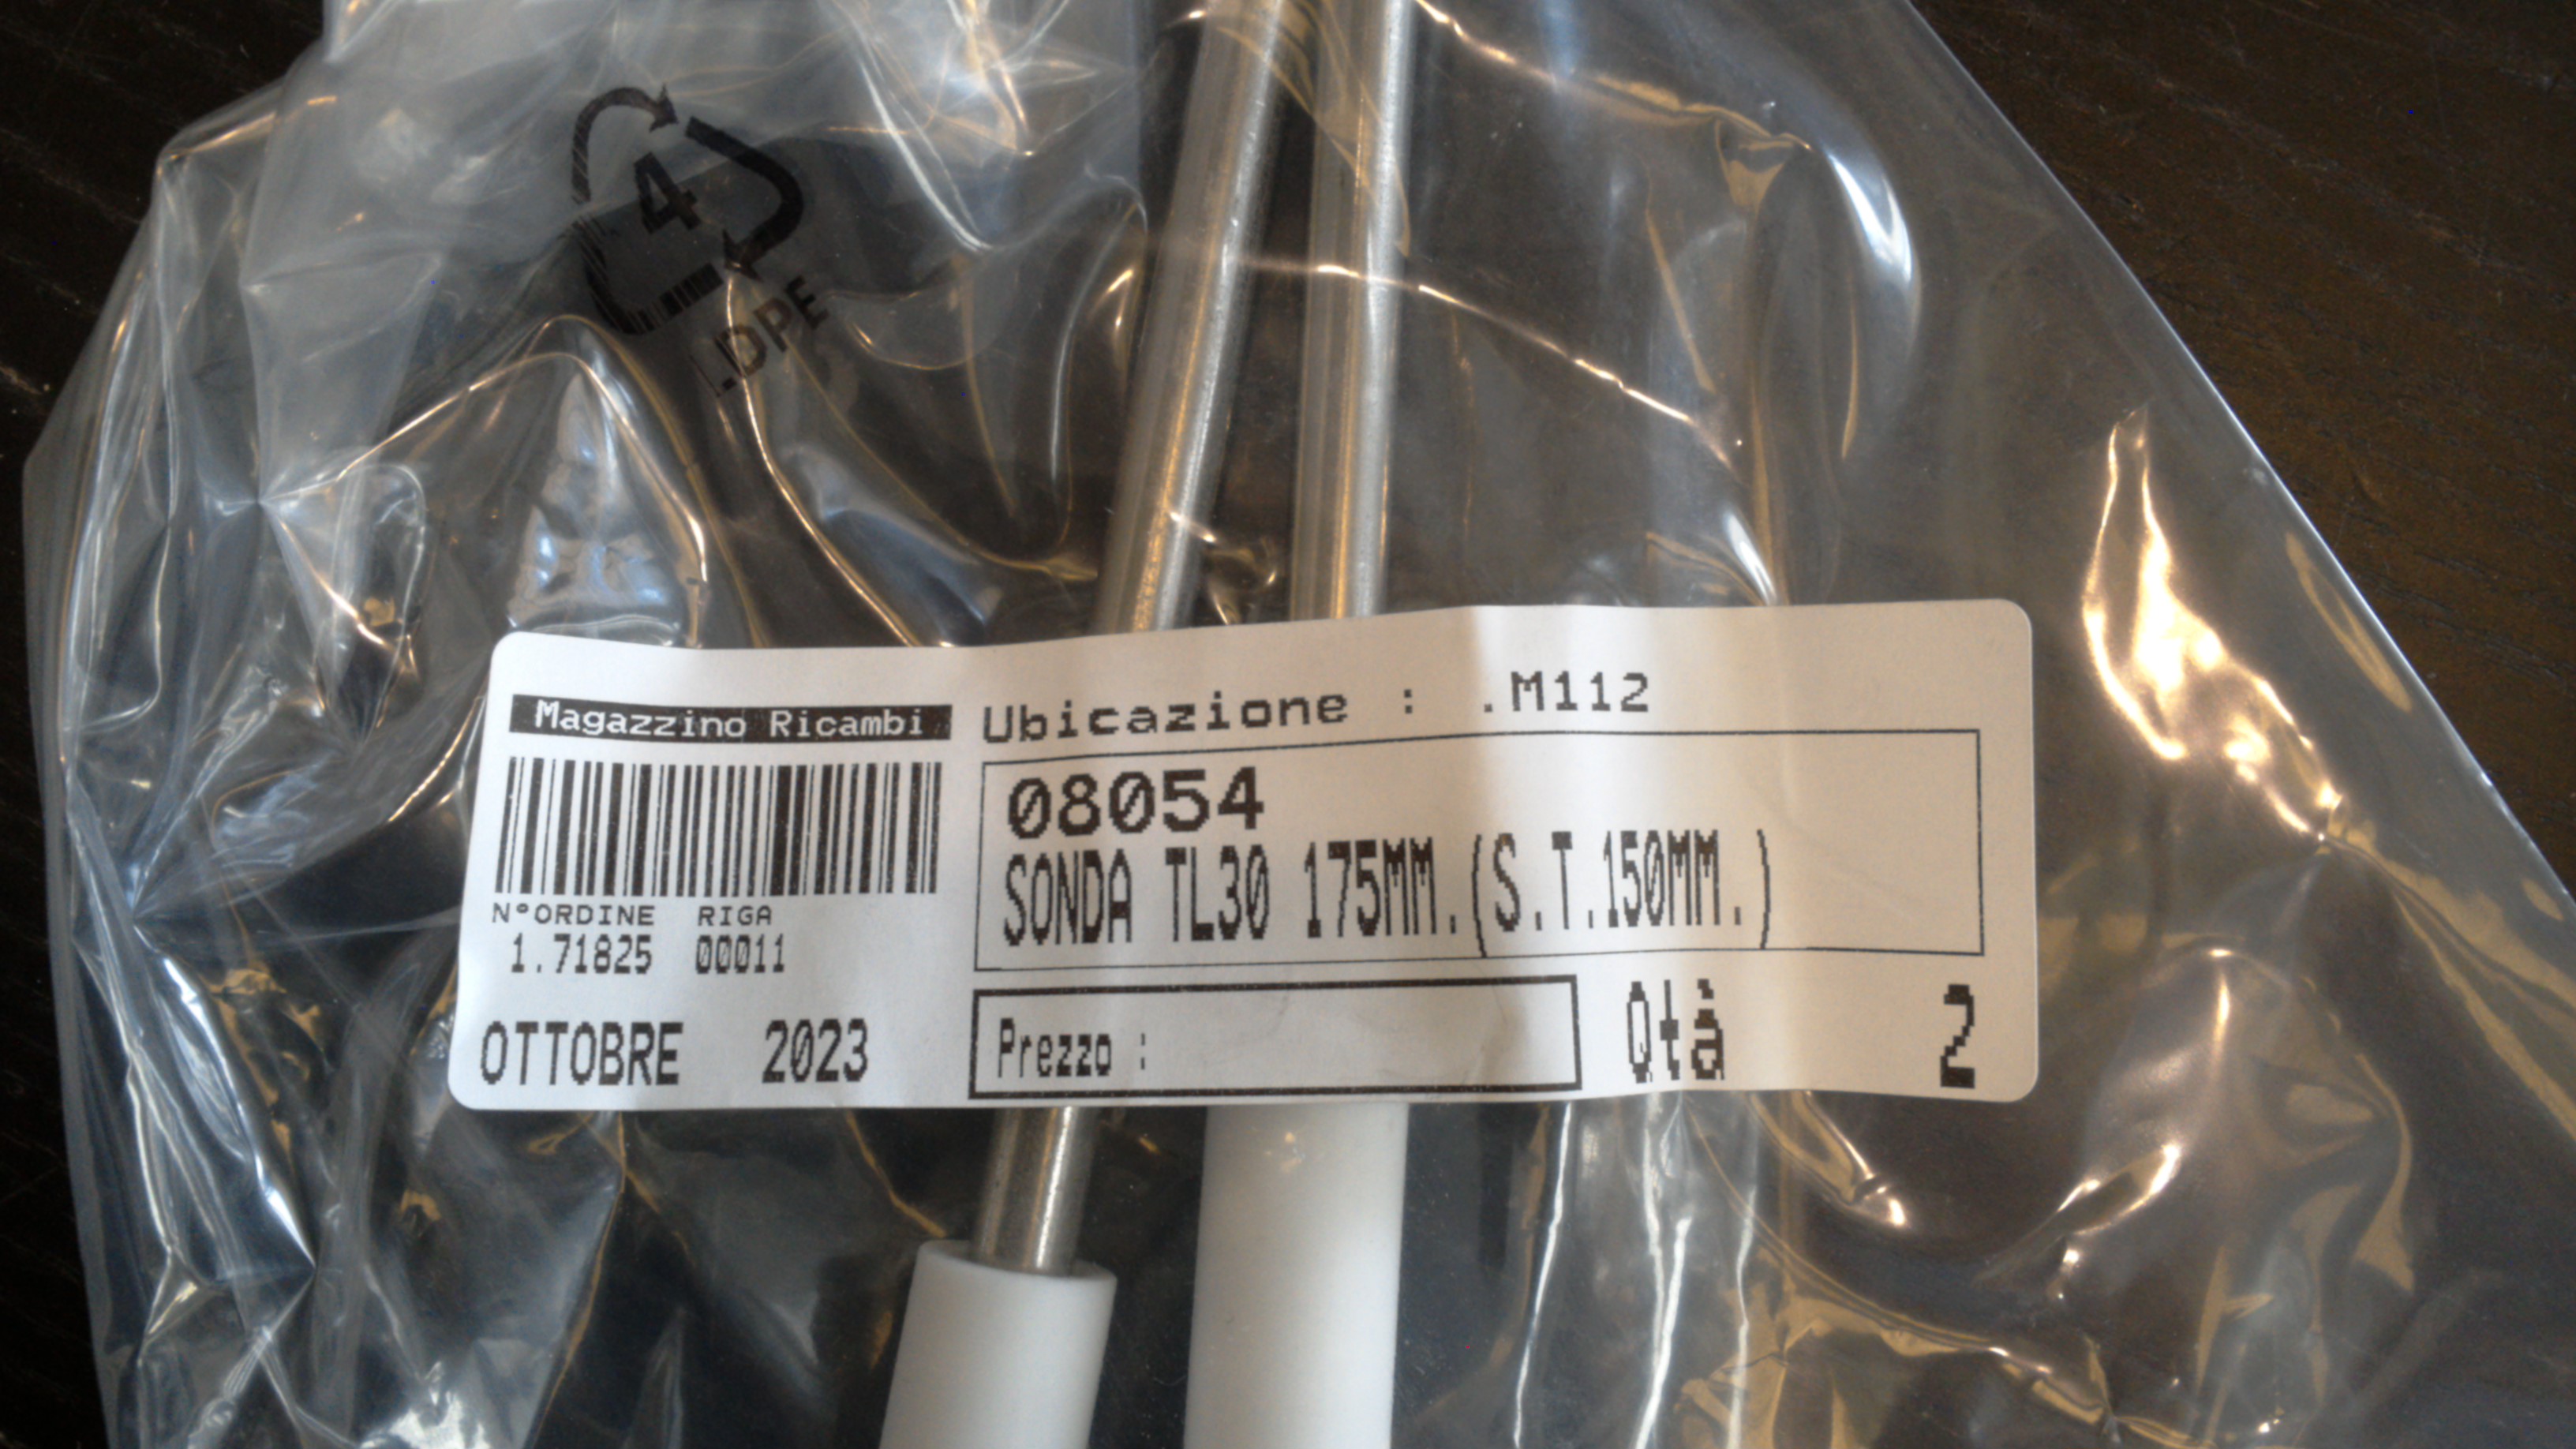 4
LDPE
Magazzino Ricambi
Ubicazione : .M112
08054
SONDA TL30 175MM.(S.T.150MM.)
N°ORDINE RIGA
1.71825 00011
OTTOBRE 2023
Prezzo :
Qtà 2